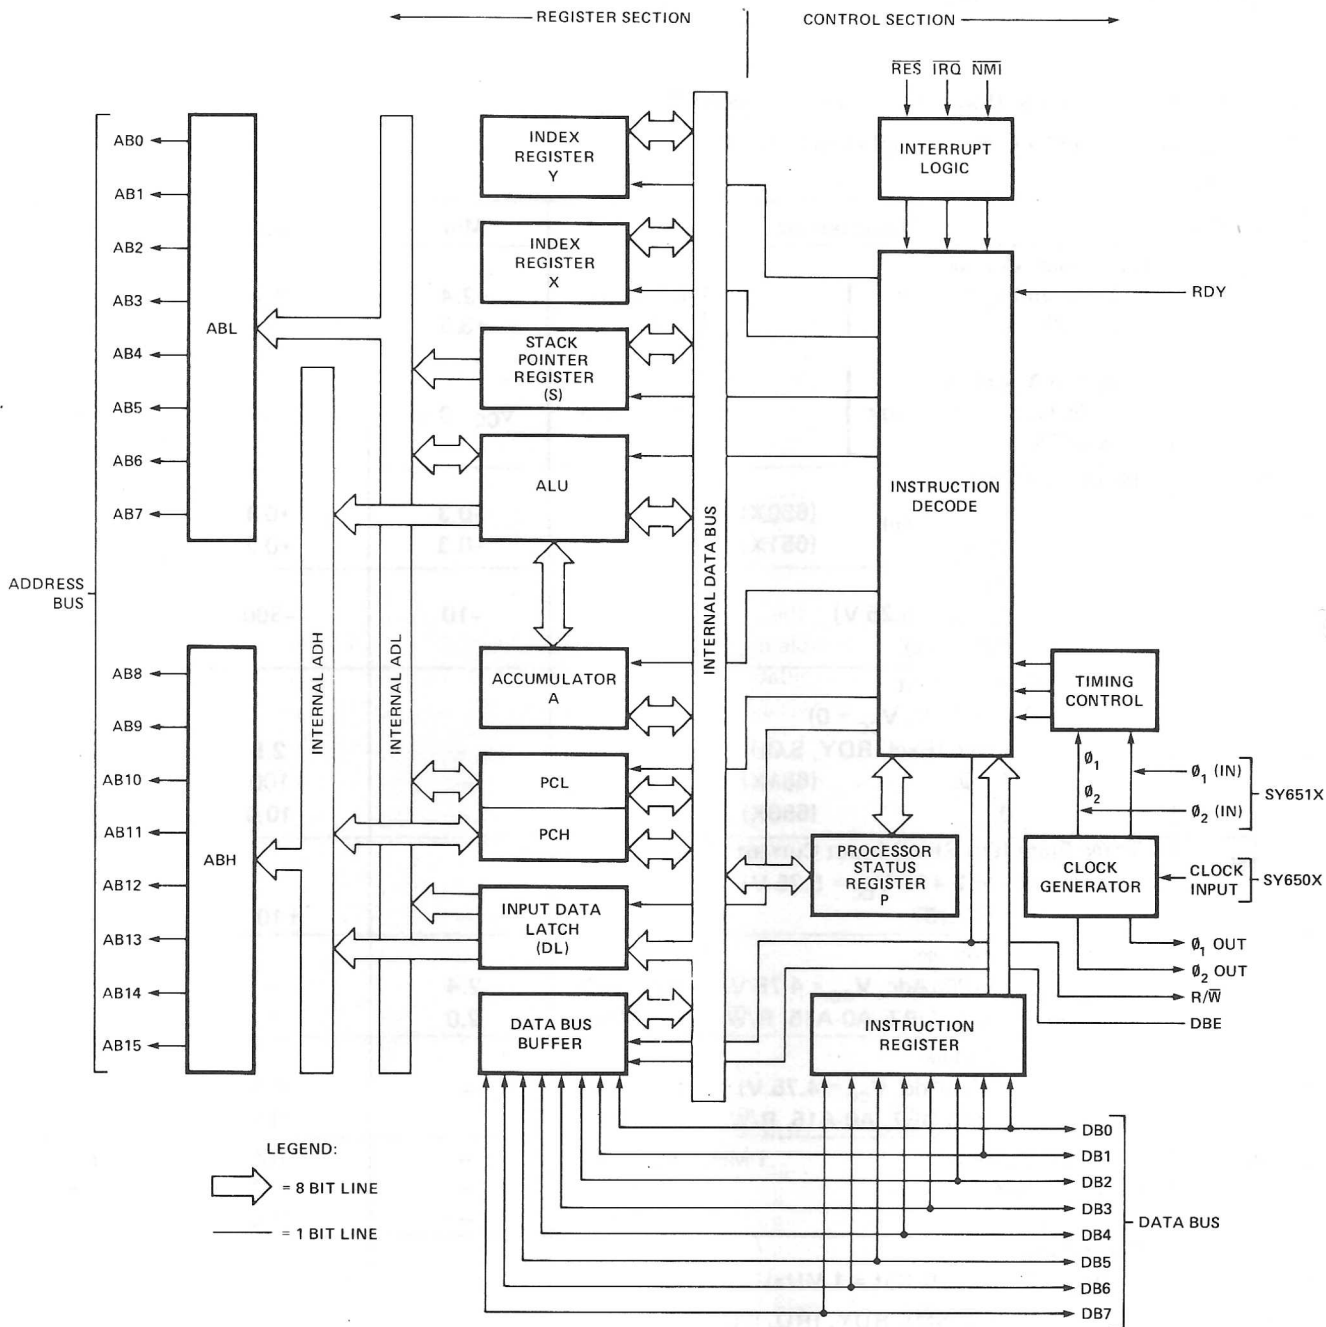 REGISTER SECTION
CONTROL SECTION
RES IRQ NMI
INTERRUPT
LOGIC
INDEX
REGISTER
Y
INDEX
REGISTER
X
STACK
POINTER
REGISTER
(S)
ALU
ACCUMULATOR
A
PCL
PCH
INPUT DATA
LATCH
(DL)
DATA BUS
BUFFER
AB0
AB1
AB2
AB3
AB4
AB5
AB6
AB7
ABL
ADDRESS
BUS
AB8
AB9
AB10
AB11
AB12
AB13
AB14
AB15
ABH
INTERNAL ADH
INTERNAL ADL
INTERNAL DATA BUS
INSTRUCTION
DECODE
RDY
TIMING
CONTROL
Ø1
Ø2
Ø1 (IN)
Ø2 (IN)
SY651X
CLOCK
GENERATOR
CLOCK
INPUT
SY650X
Ø1 OUT
Ø2 OUT
R/W
DBE
PROCESSOR
STATUS
REGISTER
P
INSTRUCTION
REGISTER
DB0
DB1
DB2
DB3
DB4
DB5
DB6
DB7
DATA BUS
LEGEND:
= 8 BIT LINE
= 1 BIT LINE